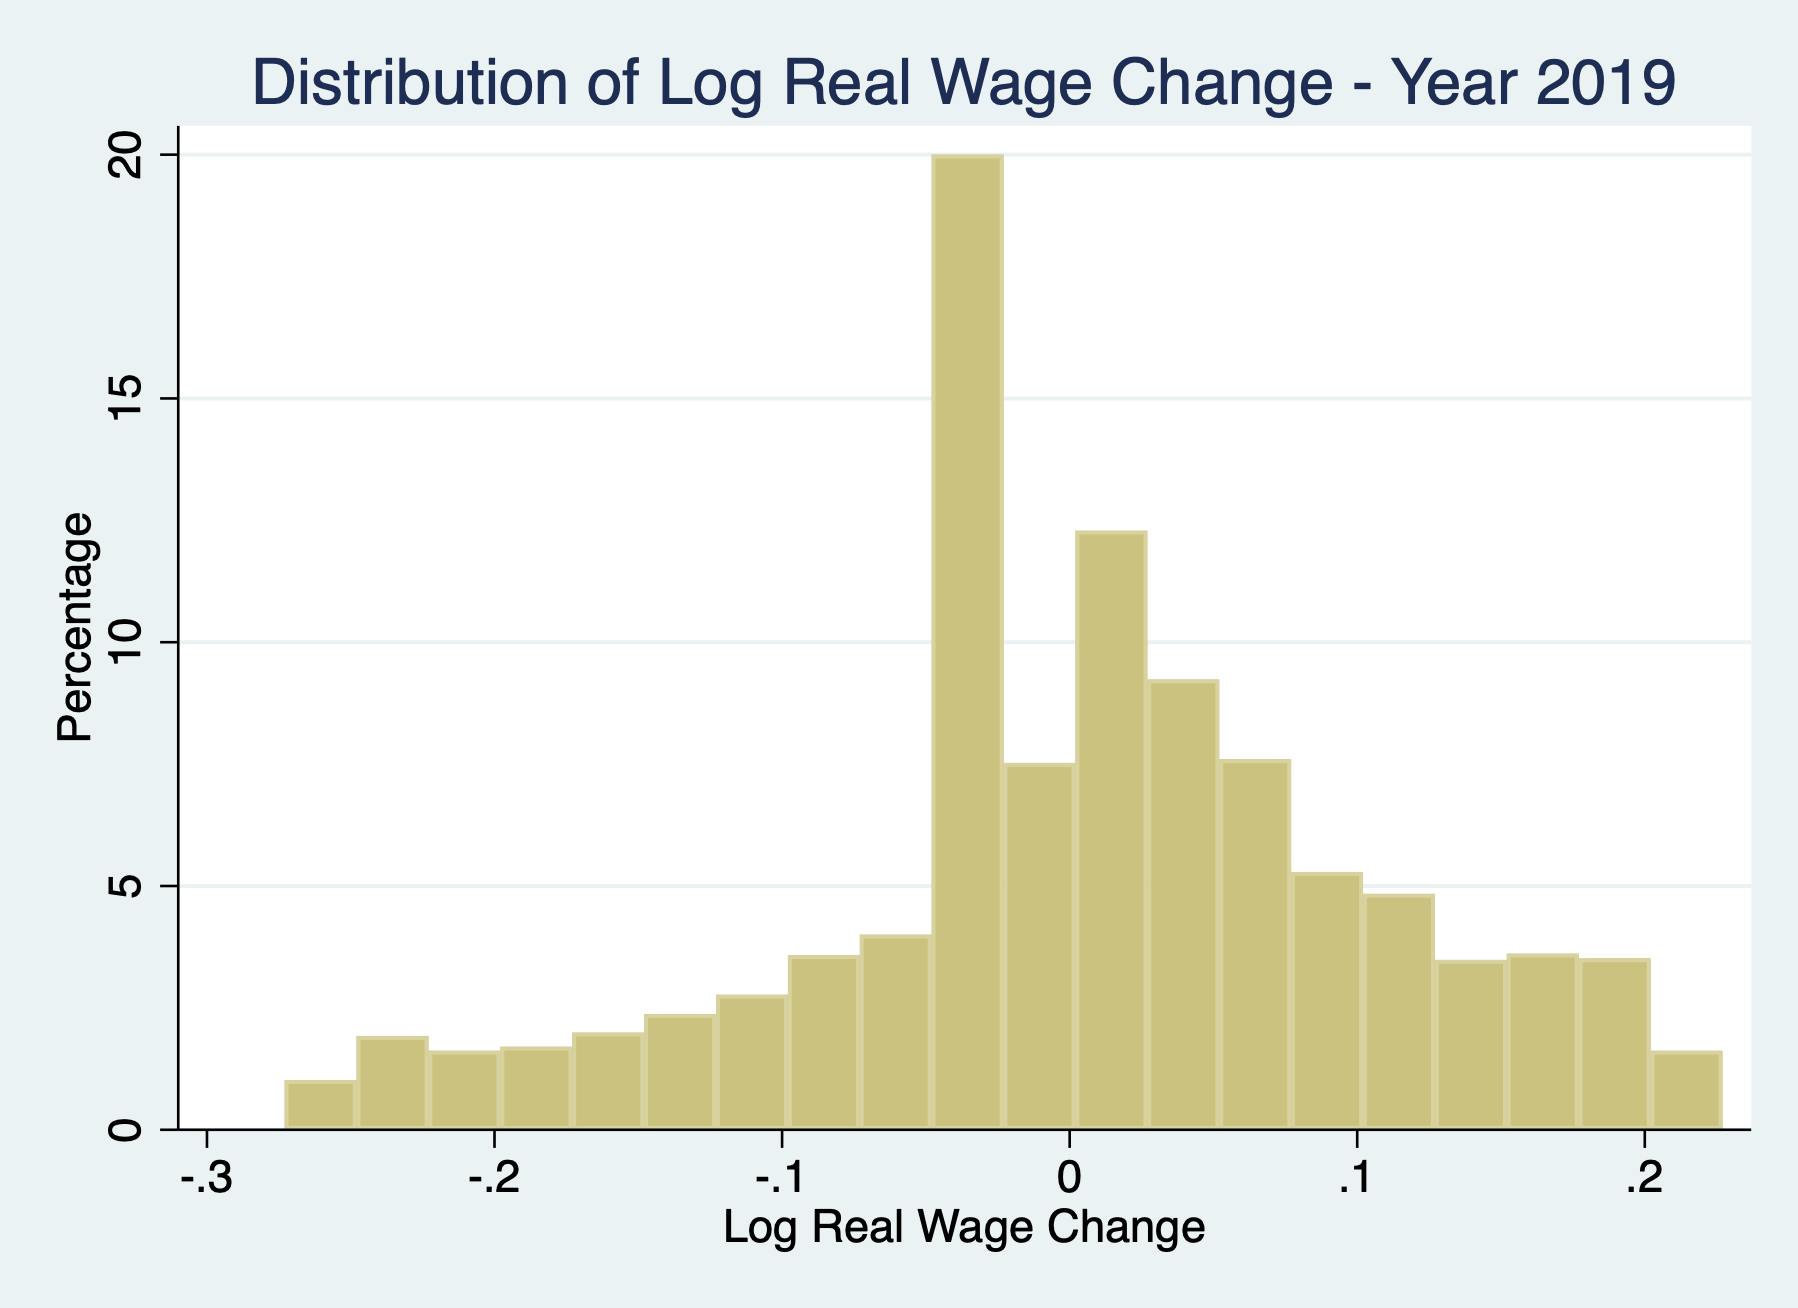 Distribution of Log Real Wage Change - Year 2019
Percentage
20
15
10
5
0
-.3 -.2 -.1 0 .1 .2
Log Real Wage Change